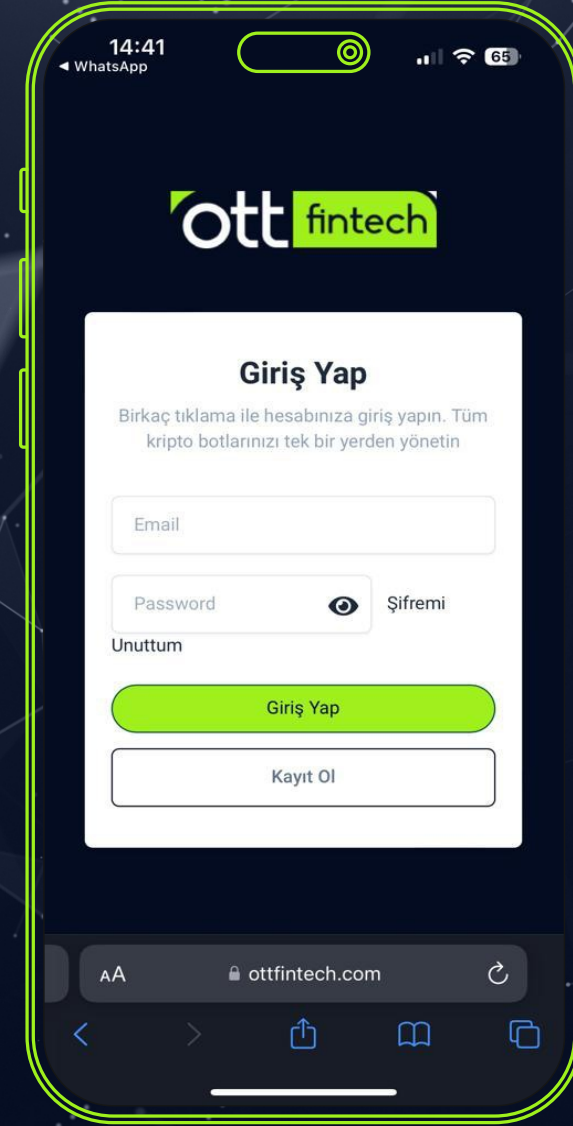 14:41
◄ WhatsApp
65
ott fintech
Giriş Yap
Birkaç tıklama ile hesabınıza giriş yapın. Tüm
kripto botlarınızı tek bir yerden yönetin
Email
Password
Şifremi
Unuttum
Giriş Yap
Kayıt Ol
AA
ottfintech.com